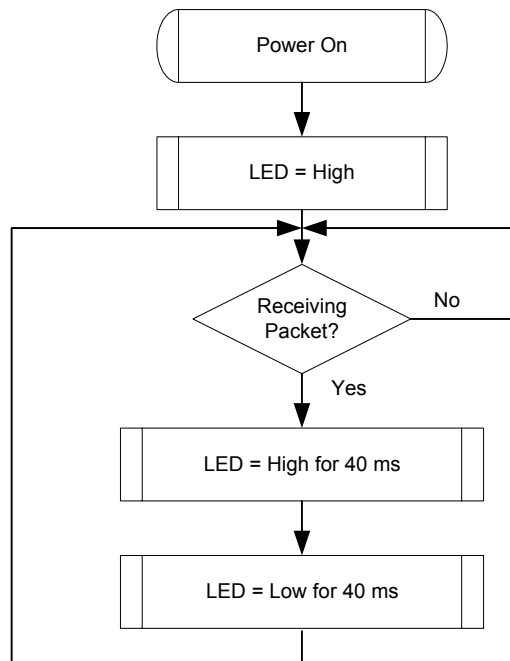 Power On
LED = High
Receiving
Packet?
No
Yes
LED = High for 40 ms
LED = Low for 40 ms